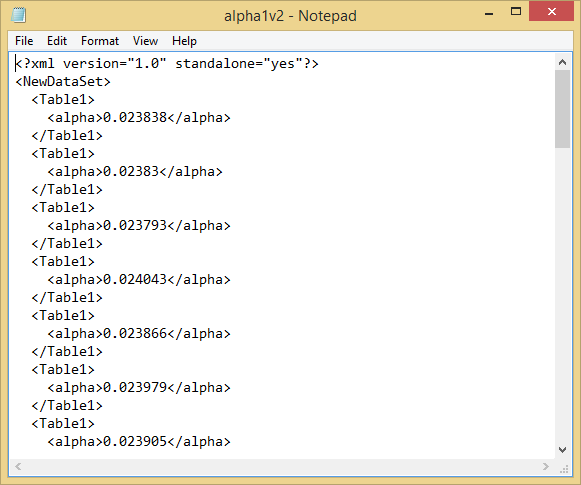 alpha1v2 - Notepad
File Edit Format View Help
<?xml version="1.0" standalone="yes"?>
<NewDataSet>
  <Table1>
    <alpha>0.023838</alpha>
  </Table1>
  <Table1>
    <alpha>0.02383</alpha>
  </Table1>
  <Table1>
    <alpha>0.023793</alpha>
  </Table1>
  <Table1>
    <alpha>0.024043</alpha>
  </Table1>
  <Table1>
    <alpha>0.023866</alpha>
  </Table1>
  <Table1>
    <alpha>0.023979</alpha>
  </Table1>
  <Table1>
    <alpha>0.023905</alpha>